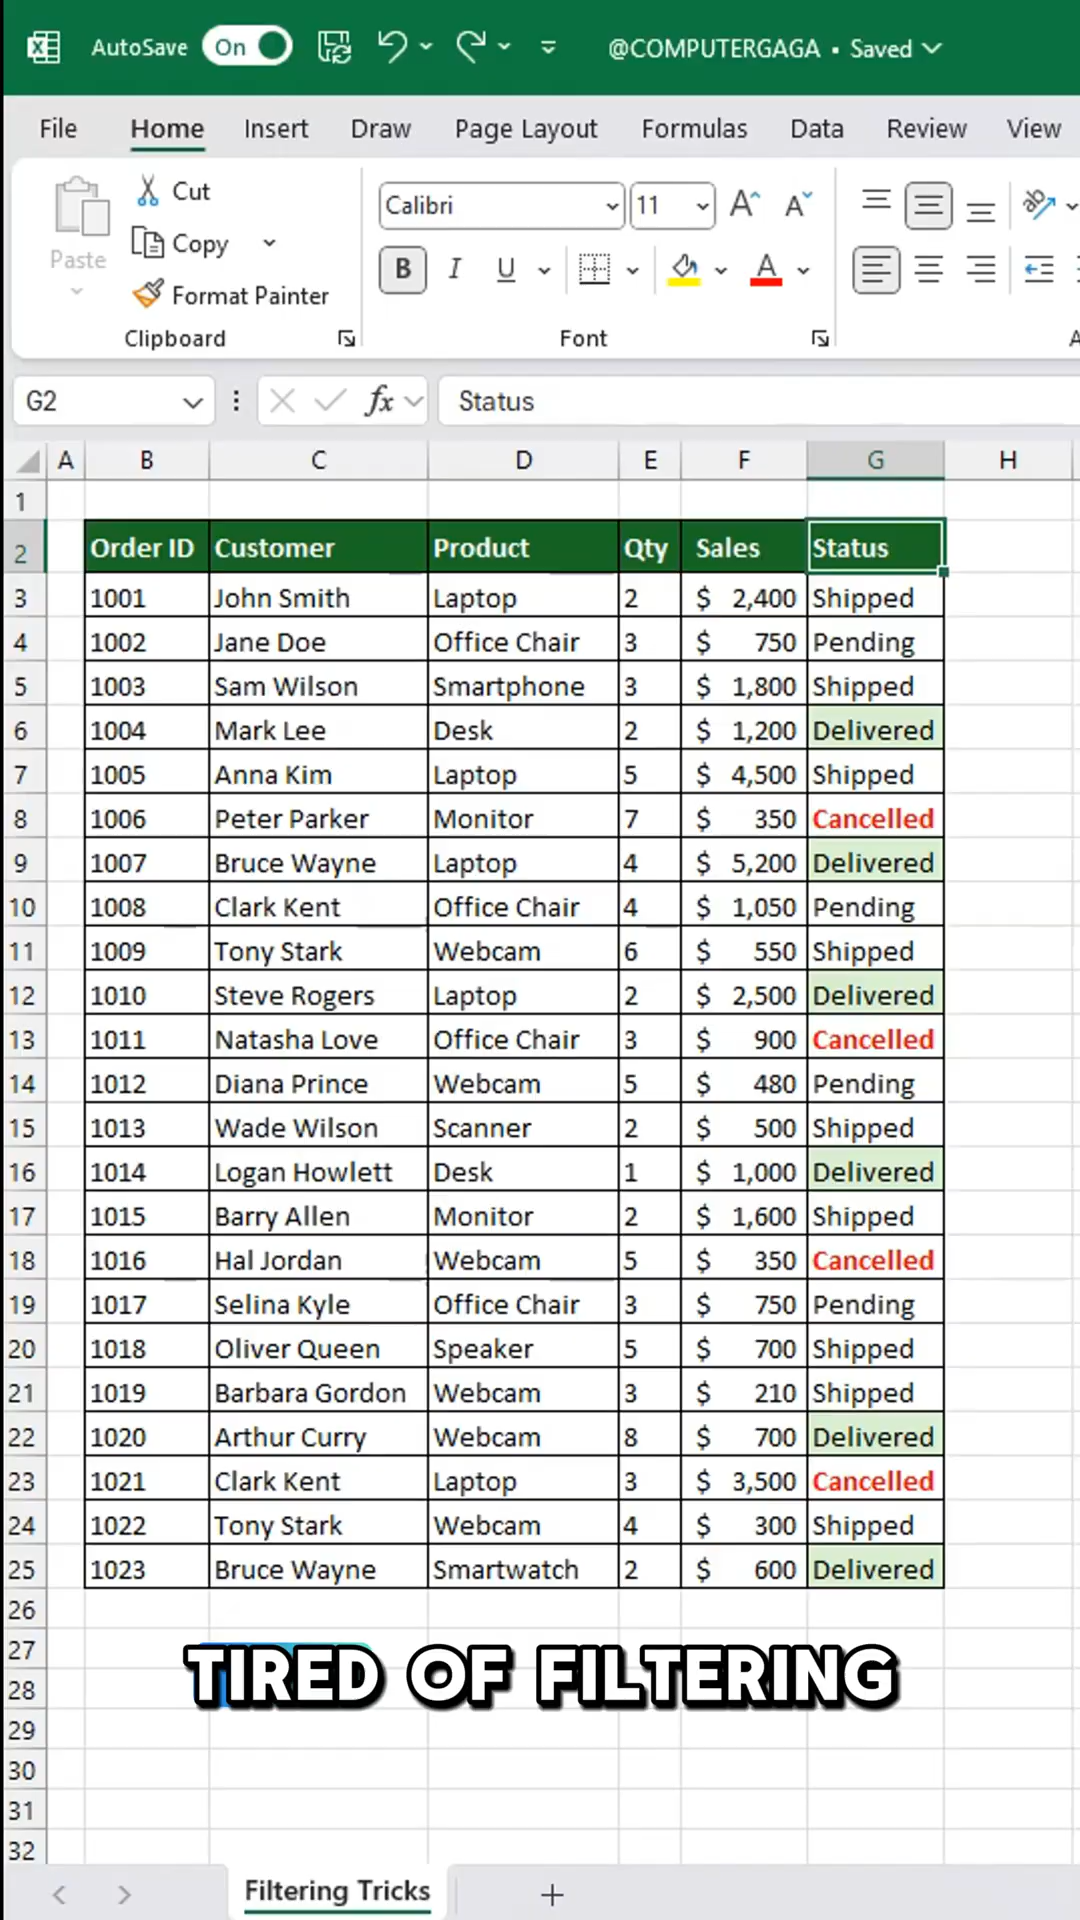 AutoSave On @COMPUTERGAGA • Saved
File Home Insert Draw Page Layout Formulas Data Review View
Paste
Cut
Copy
Format Painter
Clipboard
Calibri 11
B I U A
Font
G2 fx Status
A B C D E F G H
1
2 Order ID Customer Product Qty Sales Status
3 1001 John Smith Laptop 2 $ 2,400 Shipped
4 1002 Jane Doe Office Chair 3 $ 750 Pending
5 1003 Sam Wilson Smartphone 3 $ 1,800 Shipped
6 1004 Mark Lee Desk 2 $ 1,200 Delivered
7 1005 Anna Kim Laptop 5 $ 4,500 Shipped
8 1006 Peter Parker Monitor 7 $ 350 Cancelled
9 1007 Bruce Wayne Laptop 4 $ 5,200 Delivered
10 1008 Clark Kent Office Chair 4 $ 1,050 Pending
11 1009 Tony Stark Webcam 6 $ 550 Shipped
12 1010 Steve Rogers Laptop 2 $ 2,500 Delivered
13 1011 Natasha Love Office Chair 3 $ 900 Cancelled
14 1012 Diana Prince Webcam 5 $ 480 Pending
15 1013 Wade Wilson Scanner 2 $ 500 Shipped
16 1014 Logan Howlett Desk 1 $ 1,000 Delivered
17 1015 Barry Allen Monitor 2 $ 1,600 Shipped
18 1016 Hal Jordan Webcam 5 $ 350 Cancelled
19 1017 Selina Kyle Office Chair 3 $ 750 Pending
20 1018 Oliver Queen Speaker 5 $ 700 Shipped
21 1019 Barbara Gordon Webcam 3 $ 210 Shipped
22 1020 Arthur Curry Webcam 8 $ 700 Delivered
23 1021 Clark Kent Laptop 3 $ 3,500 Cancelled
24 1022 Tony Stark Webcam 4 $ 300 Shipped
25 1023 Bruce Wayne Smartwatch 2 $ 600 Delivered
26
27
TIRED OF FILTERING
28
29
30
31
32
Filtering Tricks